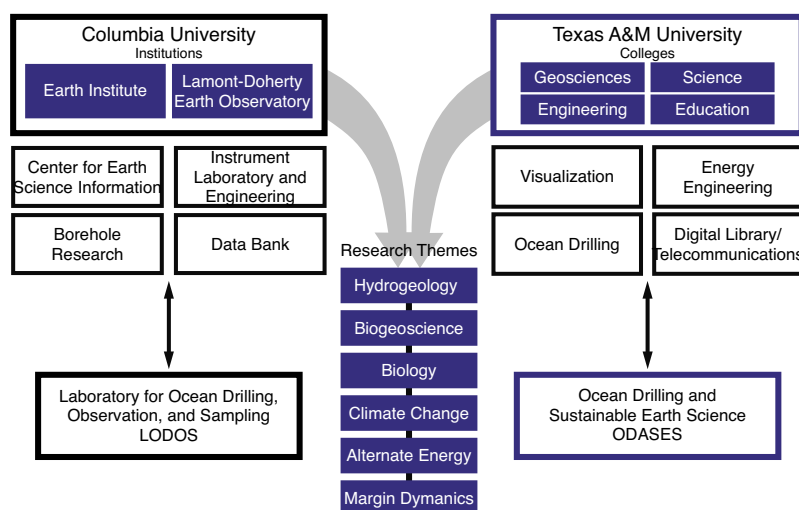 Columbia University
Institutions
Earth Institute
Lamont-Doherty
Earth Observatory
Center for Earth
Science Information
Instrument
Laboratory and
Engineering
Borehole
Research
Data Bank
Laboratory for Ocean Drilling,
Observation, and Sampling
LODOS
Research Themes
Hydrogeology
Biogeoscience
Biology
Climate Change
Alternate Energy
Margin Dymanics
Texas A&M University
Colleges
Geosciences
Science
Engineering
Education
Visualization
Energy
Engineering
Ocean Drilling
Digital Library/
Telecommunications
Ocean Drilling and
Sustainable Earth Science
ODASES